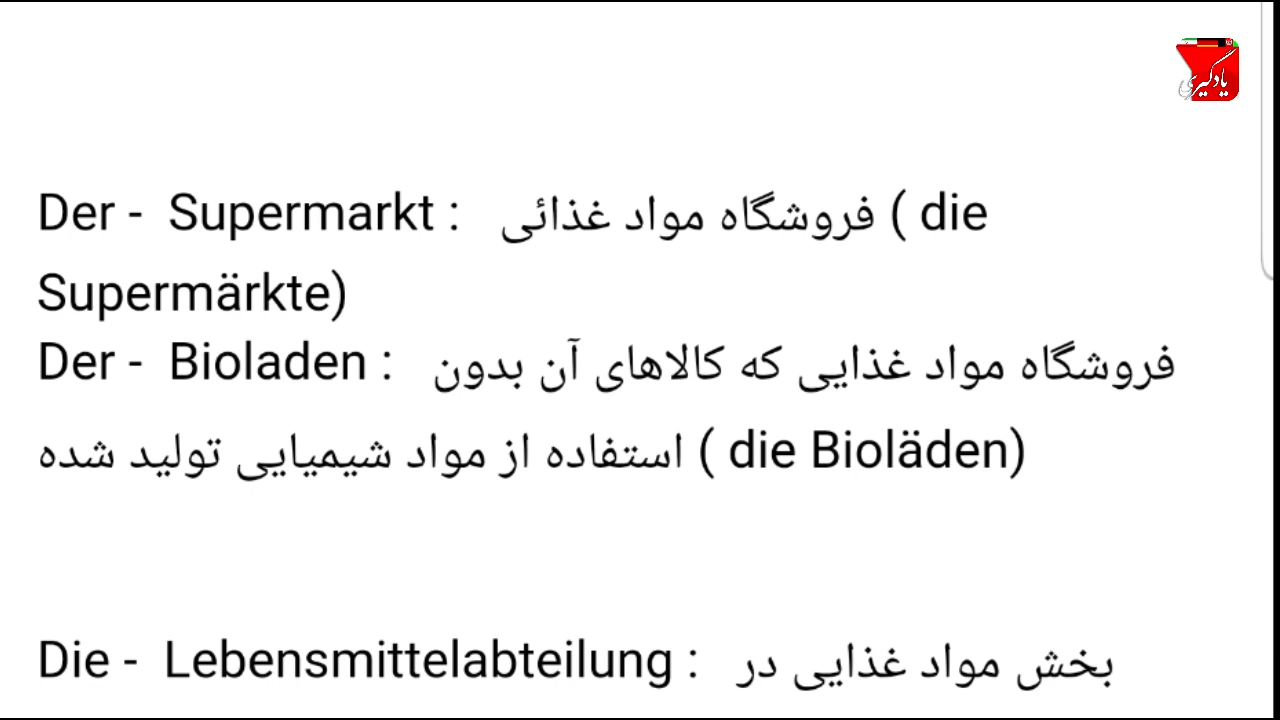 یادگیری
Der - Supermarkt : فروشگاه مواد غذائی ( die
Supermärkte)
Der - Bioladen : فروشگاه مواد غذایی که کالاهای آن بدون
استفاده از مواد شیمیایی تولید شده ( die Bioläden)
Die - Lebensmittelabteilung : بخش مواد غذایی در